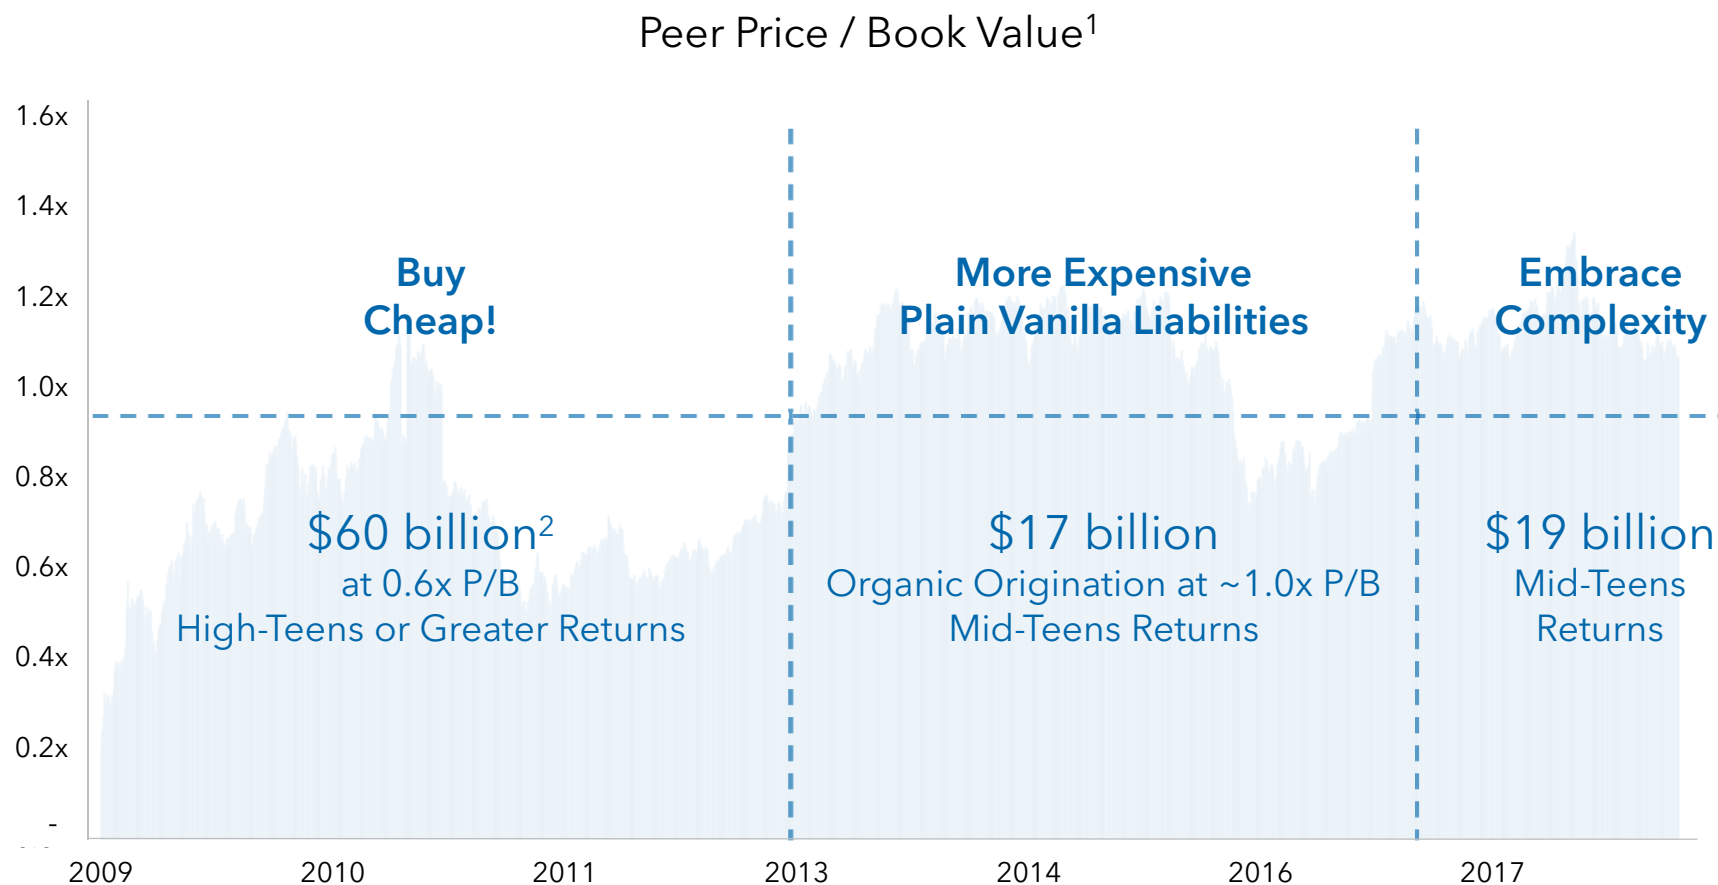 Peer Price / Book Value¹
1.6x
1.4x
1.2x
1.0x
0.8x
0.6x
0.4x
0.2x
-
Buy
Cheap!
$60 billion²
at 0.6x P/B
High-Teens or Greater Returns
More Expensive
Plain Vanilla Liabilities
$17 billion
Organic Origination at ~1.0x P/B
Mid-Teens Returns
Embrace
Complexity
$19 billion
Mid-Teens
Returns
2009 2010 2011 2013 2014 2016 2017